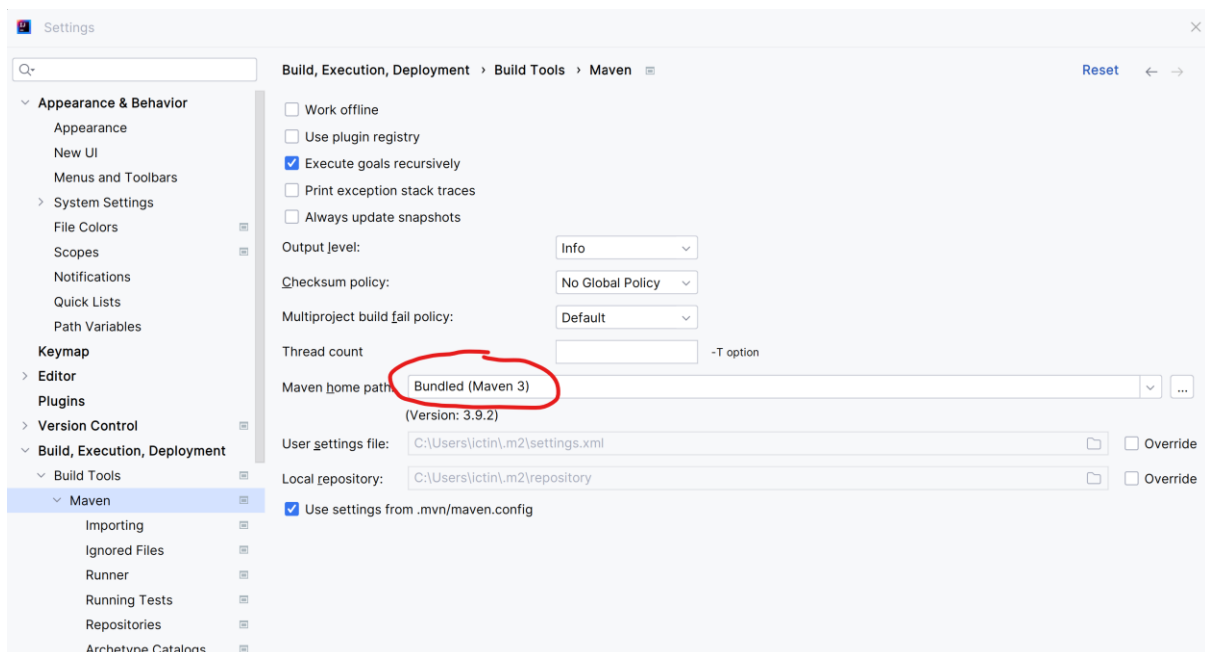 Settings
Build, Execution, Deployment › Build Tools › Maven
Reset
Appearance & Behavior
Appearance
New UI
Menus and Toolbars
System Settings
File Colors
Scopes
Notifications
Quick Lists
Path Variables
Keymap
Editor
Plugins
Version Control
Build, Execution, Deployment
Build Tools
Maven
Importing
Ignored Files
Runner
Running Tests
Repositories
Archetype Catalogs
Work offline
Use plugin registry
Execute goals recursively
Print exception stack traces
Always update snapshots
Output level: Info
Checksum policy: No Global Policy
Multiproject build fail policy: Default
Thread count -T option
Maven home path: Bundled (Maven 3) ...
(Version: 3.9.2)
User settings file: C:\Users\ictin\.m2\settings.xml Override
Local repository: C:\Users\ictin\.m2\repository Override
Use settings from .mvn/maven.config